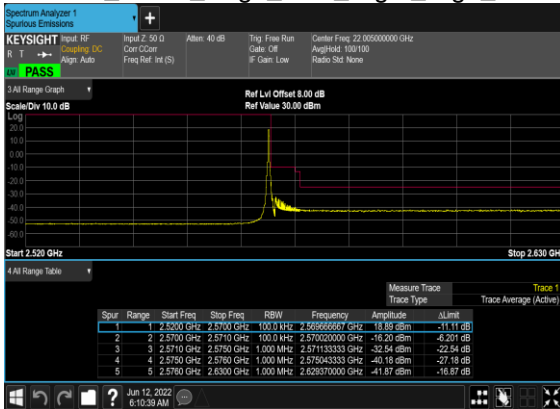 Spectrum Analyzer 1
Spurious Emissions
+
KEYSIGHT
R T
LXI PASS
Input: RF
Coupling: DC
Align: Auto
Input Z: 50 Ω
Corr CCorr
Freq Ref: Int (S)
Atten: 40 dB
Trig: Free Run
Gate: Off
IF Gain: Low
Center Freq: 22.005000000 GHz
Avg|Hold: 100/100
Radio Std: None
3 All Range Graph
Scale/Div 10.0 dB
Ref Lvl Offset 8.00 dB
Ref Value 30.00 dBm
Log
20.0
10.0
0.00
-10.0
-20.0
-30.0
-40.0
-50.0
-60.0
Start 2.520 GHz
Stop 2.630 GH
4 All Range Table
Measure Trace Trace 1
Trace Type Trace Average (Active)
Spur Range Start Freq Stop Freq RBW Frequency Amplitude ΔLimit
1 1 2.5200 GHz 2.5700 GHz 100.0 kHz 2.569666667 GHz 18.89 dBm -11.11 dB
2 2 2.5700 GHz 2.5710 GHz 100.0 kHz 2.570020000 GHz -16.20 dBm -6.201 dB
3 3 2.5710 GHz 2.5750 GHz 1.000 MHz 2.571133333 GHz -32.54 dBm -22.54 dB
4 4 2.5750 GHz 2.5760 GHz 1.000 MHz 2.575043333 GHz -40.18 dBm -27.18 dB
5 5 2.5760 GHz 2.6300 GHz 1.000 MHz 2.629370000 GHz -41.87 dBm -16.87 dB
?
Jun 12, 2022
6:10:39 AM